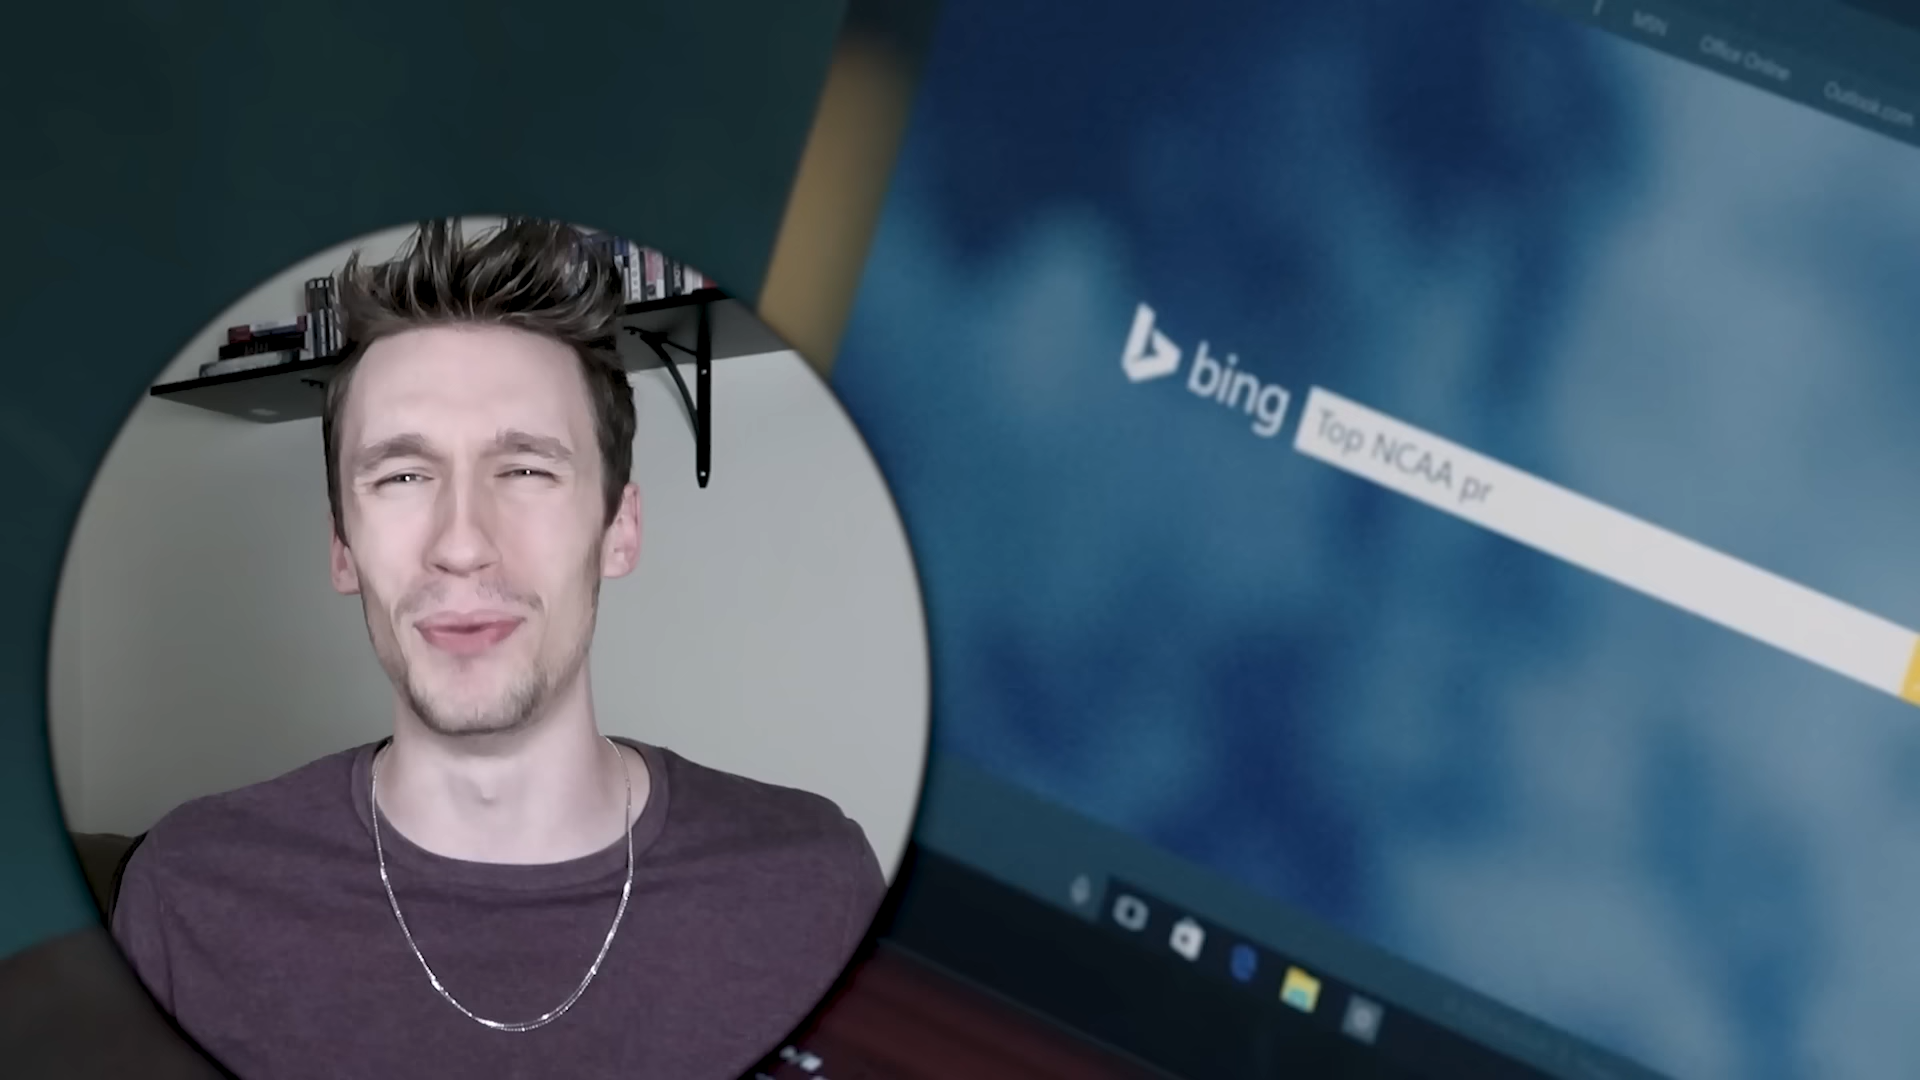 MSN
Office Online
Outlook.com
bing
Top NCAA pr